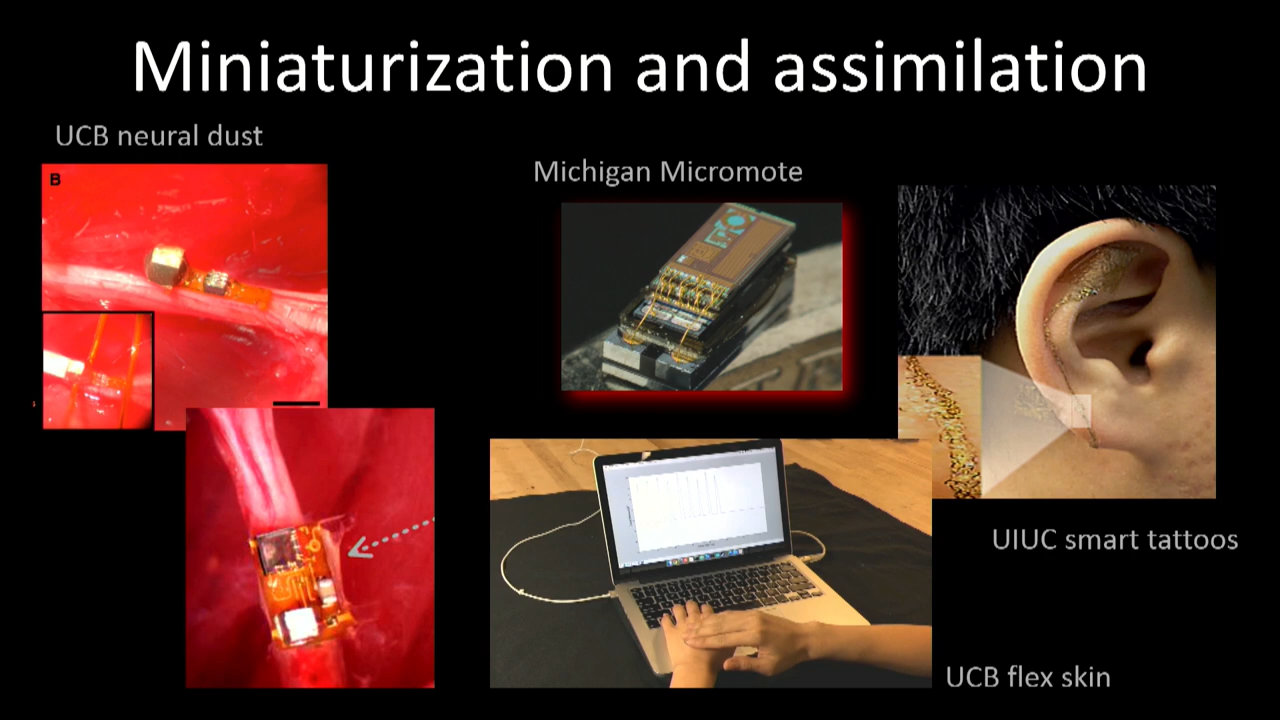 Miniaturization and assimilation
UCB neural dust
B
Michigan Micromote
UIUC smart tattoos
UCB flex skin